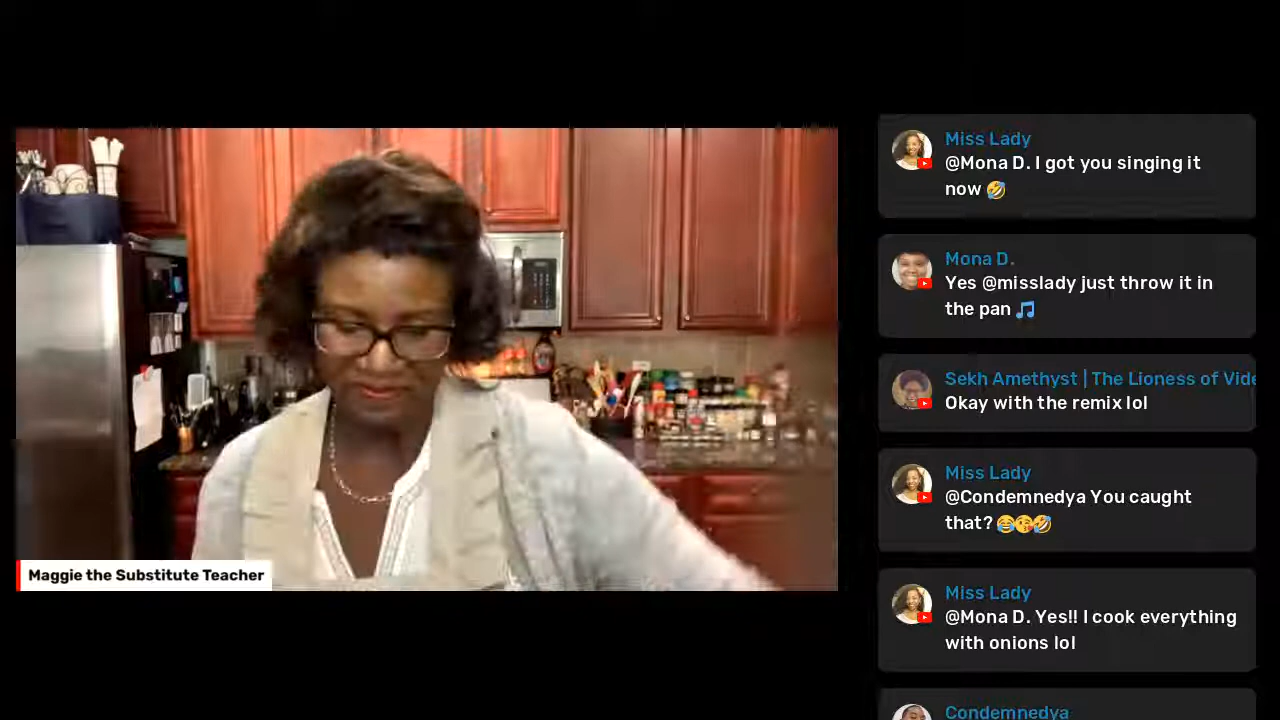 Miss Lady
@Mona D. I got you singing it
now 🤣
Mona D.
Yes @misslady just throw it in
the pan 🎵
Sekh Amethyst | The Lioness of Vide
Okay with the remix lol
Miss Lady
@Condemnedya You caught
that? 😂😘🤣
Miss Lady
@Mona D. Yes!! I cook everything
with onions lol
Condemnedya
Maggie the Substitute Teacher